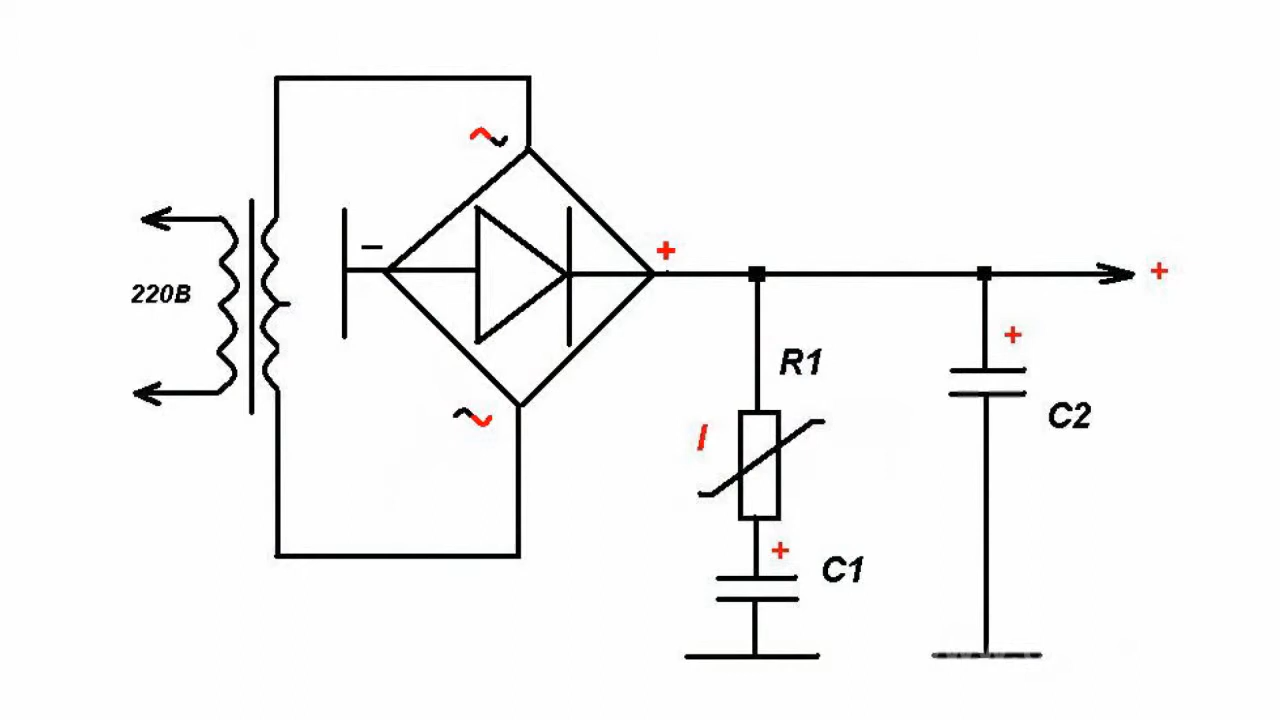 ~
−
+
+
220В
+
R1
C2
~
I
+
C1